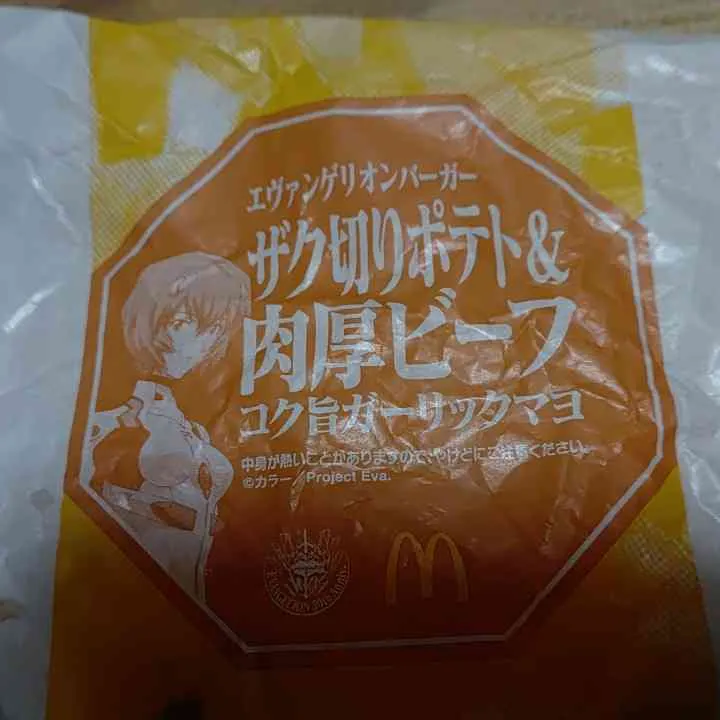 エヴァンゲリオンバーガー
ザク切りポテト&
肉厚ビーフ
コク旨ガーリックマヨ
中身が熱いことがありますので、やけどにご注意ください。
©カラー/Project Eva.
EVANGELION 30th Anniv.